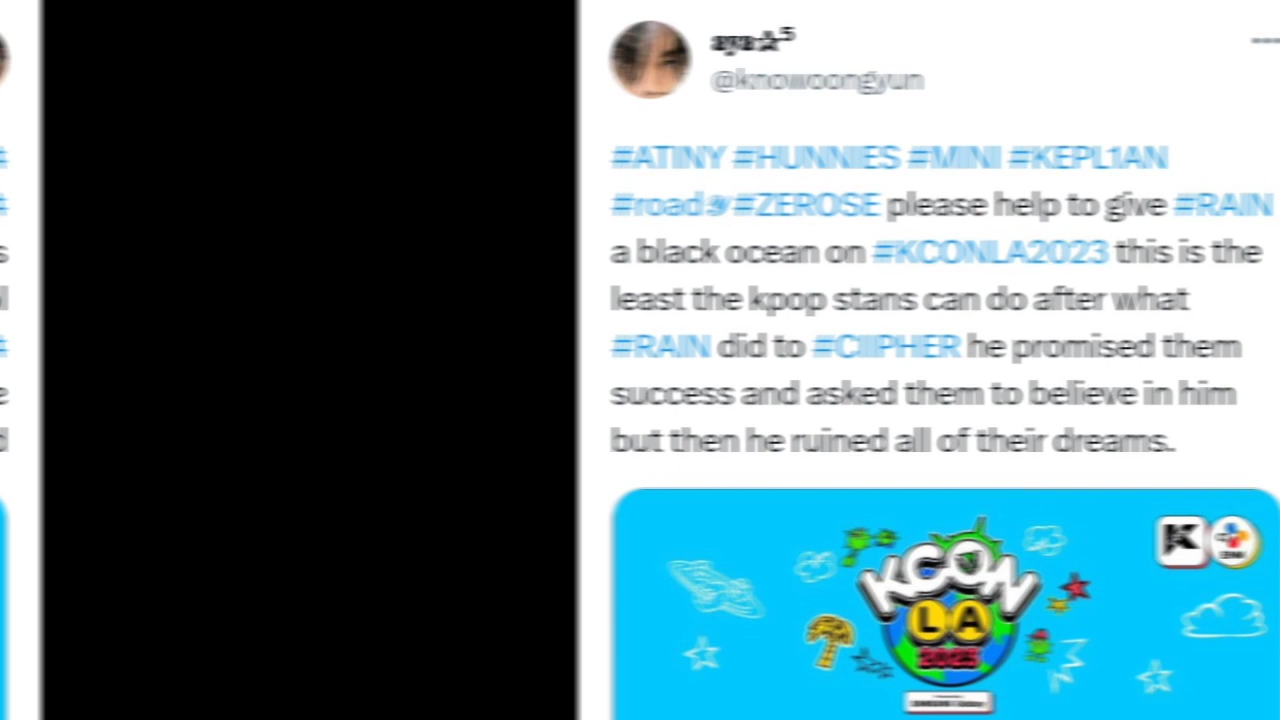 aya☆⁵
@knowoongyun
#ATINY #HUNNIES #MINI #KEPL1AN
#road@#ZEROSE please help to give #RAIN
a black ocean on #KCONLA2023 this is the
least the kpop stans can do after what
#RAIN did to #CIIPHER he promised them
success and asked them to believe in him
but then he ruined all of their dreams.
KCON
LA
2023
K